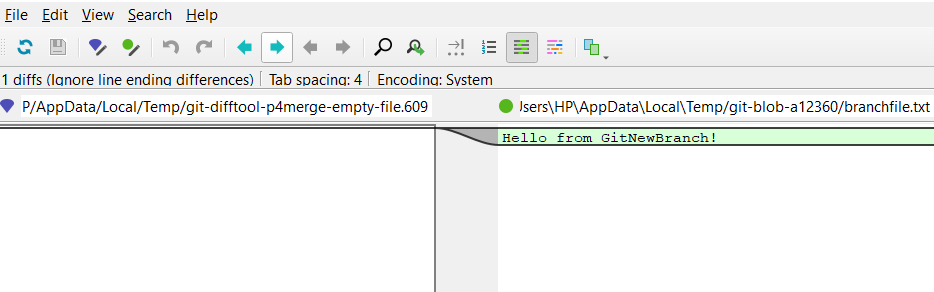 File Edit View Search Help
1 diffs (Ignore line ending differences) Tab spacing: 4 Encoding: System
P/AppData/Local/Temp/git-difftool-p4merge-empty-file.609 Jsers\HP\AppData\Local\Temp/git-blob-a12360/branchfile.txt
Hello from GitNewBranch!